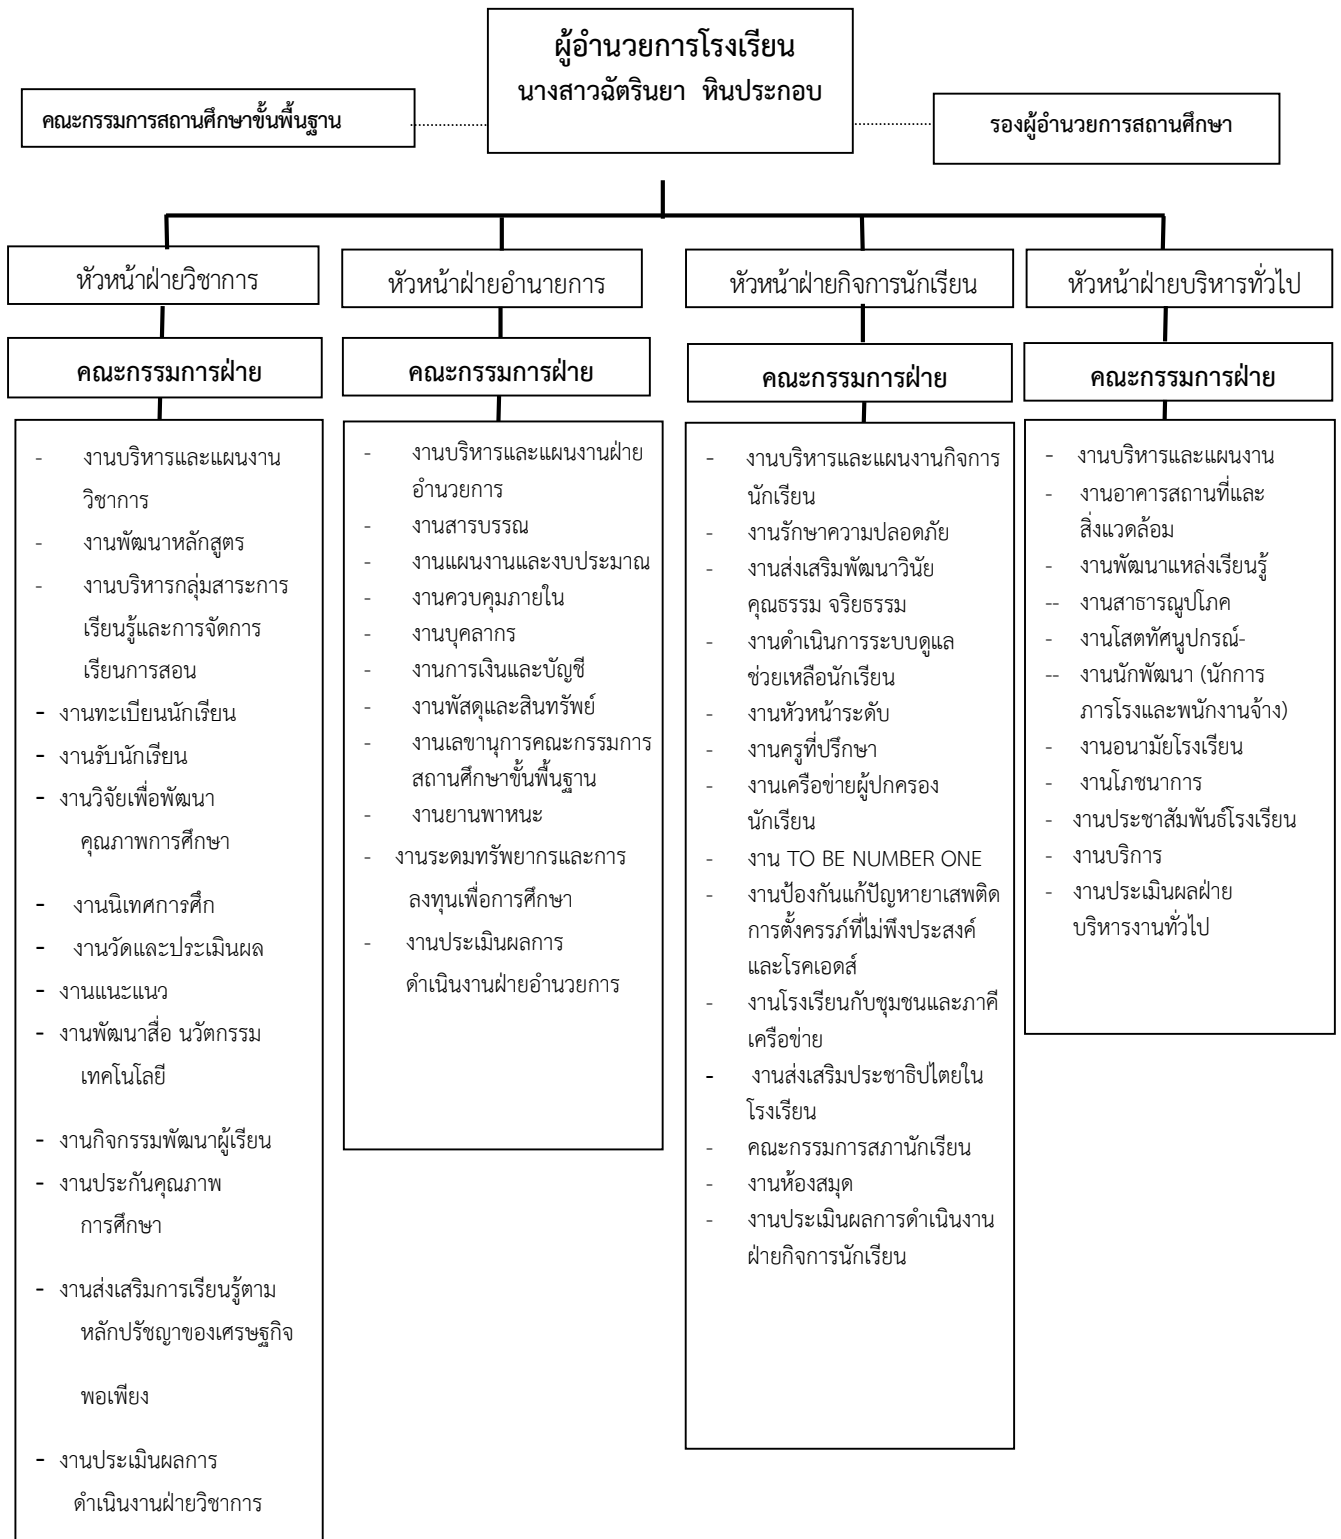 ผู้อำนวยการโรงเรียน
นางสาวฉัตรินยา  หินประกอบ
คณะกรรมการสถานศึกษาขั้นพื้นฐาน
รองผู้อำนวยการสถานศึกษา
หัวหน้าฝ่ายวิชาการ
หัวหน้าฝ่ายอำนายการ
หัวหน้าฝ่ายกิจการนักเรียน
หัวหน้าฝ่ายบริหารทั่วไป
คณะกรรมการฝ่าย
คณะกรรมการฝ่าย
คณะกรรมการฝ่าย
คณะกรรมการฝ่าย
- งานบริหารและแผนงาน
วิชาการ
- งานพัฒนาหลักสูตร
- งานบริหารกลุ่มสาระการ
เรียนรู้และการจัดการ
เรียนการสอน
- งานทะเบียนนักเรียน
- งานรับนักเรียน
- งานวิจัยเพื่อพัฒนา
คุณภาพการศึกษา
- งานนิเทศการศึก
- งานวัดและประเมินผล
- งานแนะแนว
- งานพัฒนาสื่อ นวัตกรรม
เทคโนโลยี
- งานกิจกรรมพัฒนาผู้เรียน
- งานประกันคุณภาพ
การศึกษา
- งานส่งเสริมการเรียนรู้ตาม
หลักปรัชญาของเศรษฐกิจ
พอเพียง
- งานประเมินผลการ
ดำเนินงานฝ่ายวิชาการ
- งานบริหารและแผนงานฝ่าย
อำนวยการ
- งานสารบรรณ
- งานแผนงานและงบประมาณ
- งานควบคุมภายใน
- งานบุคลากร
- งานการเงินและบัญชี
- งานพัสดุและสินทรัพย์
- งานเลขานุการคณะกรรมการ
สถานศึกษาขั้นพื้นฐาน
- งานยานพาหนะ
- งานระดมทรัพยากรและการ
ลงทุนเพื่อการศึกษา
- งานประเมินผลการ
ดำเนินงานฝ่ายอำนวยการ
- งานบริหารและแผนงานกิจการ
นักเรียน
- งานรักษาความปลอดภัย
- งานส่งเสริมพัฒนาวินัย
คุณธรรม จริยธรรม
- งานดำเนินการระบบดูแล
ช่วยเหลือนักเรียน
- งานหัวหน้าระดับ
- งานครูที่ปรึกษา
- งานเครือข่ายผู้ปกครอง
นักเรียน
- งาน TO BE NUMBER ONE
- งานป้องกันแก้ปัญหายาเสพติด
การตั้งครรภ์ที่ไม่พึงประสงค์
และโรคเอดส์
- งานโรงเรียนกับชุมชนและภาคี
เครือข่าย
- งานส่งเสริมประชาธิปไตยใน
โรงเรียน
- คณะกรรมการสภานักเรียน
- งานห้องสมุด
- งานประเมินผลการดำเนินงาน
ฝ่ายกิจการนักเรียน
- งานบริหารและแผนงาน
- งานอาคารสถานที่และ
สิ่งแวดล้อม
- งานพัฒนาแหล่งเรียนรู้
-- งานสาธารณูปโภค
- งานโสตทัศนูปกรณ์-
-- งานนักพัฒนา (นักการ
ภารโรงและพนักงานจ้าง)
- งานอนามัยโรงเรียน
- งานโภชนาการ
- งานประชาสัมพันธ์โรงเรียน
- งานบริการ
- งานประเมินผลฝ่าย
บริหารงานทั่วไป